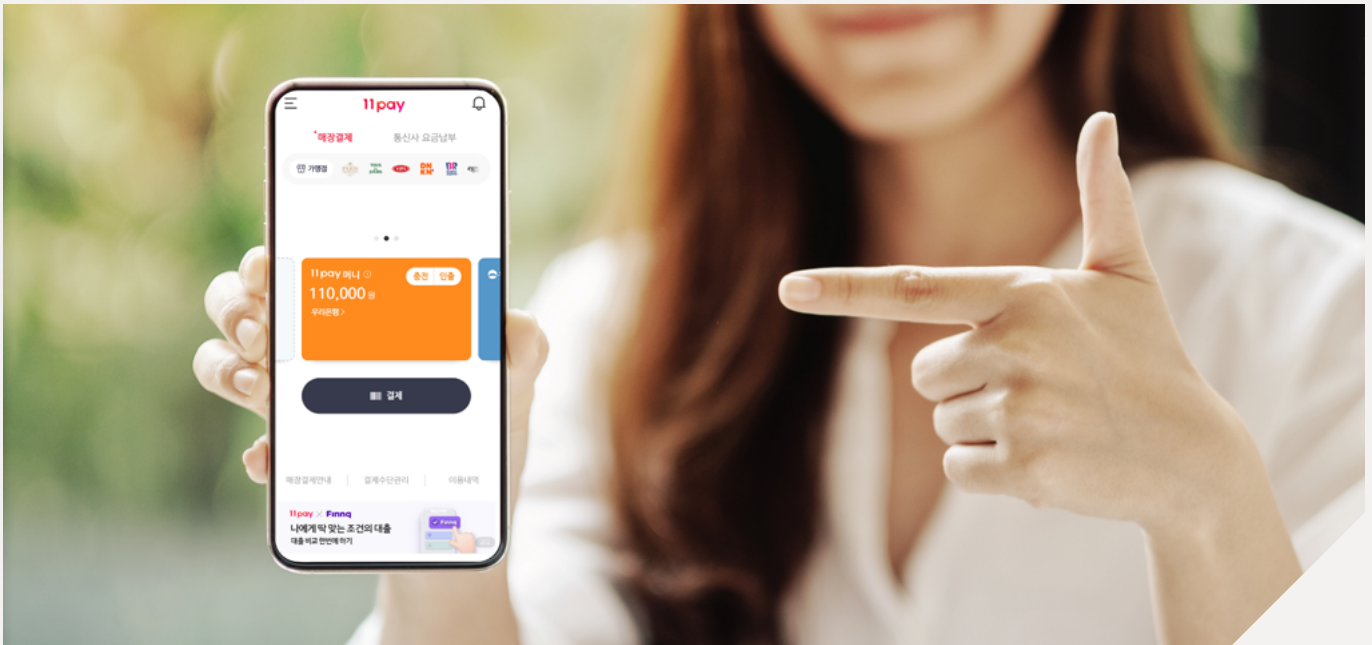 11pay
매장결제 통신사 요금납부
가맹점
11pay 머니
충전 인출
110,000 원
우리은행
결제
매장결제안내 결제수단관리 이용내역
11pay × Finnq
나에게 딱 맞는 조건의 대출
대출 비교 한번에 하기
Finnq